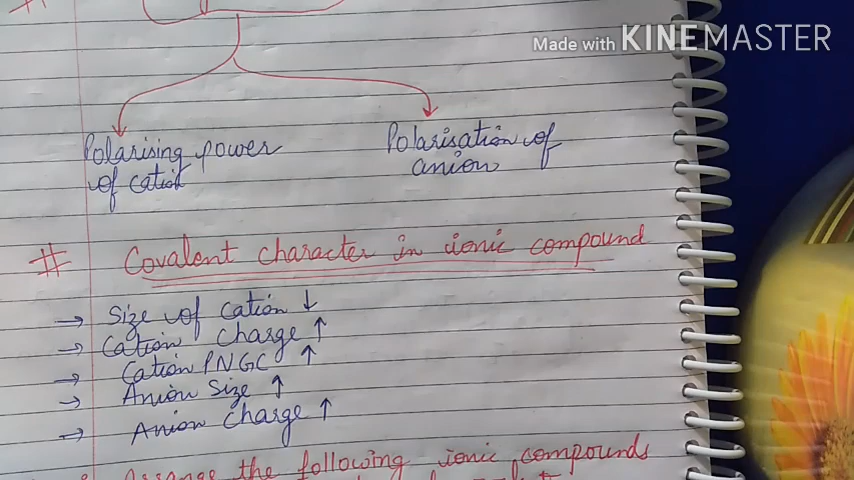 Made with KINEMASTER
Polarising power
of catiot
Polarisation of
anion
# Covalent character in ionic compound
→ Size of cation ↓
→ Cation charge ↑
→ Cation PNGC ↑
→ Anion size ↑
→ Anion charge ↑
Arrange the following ionic compounds